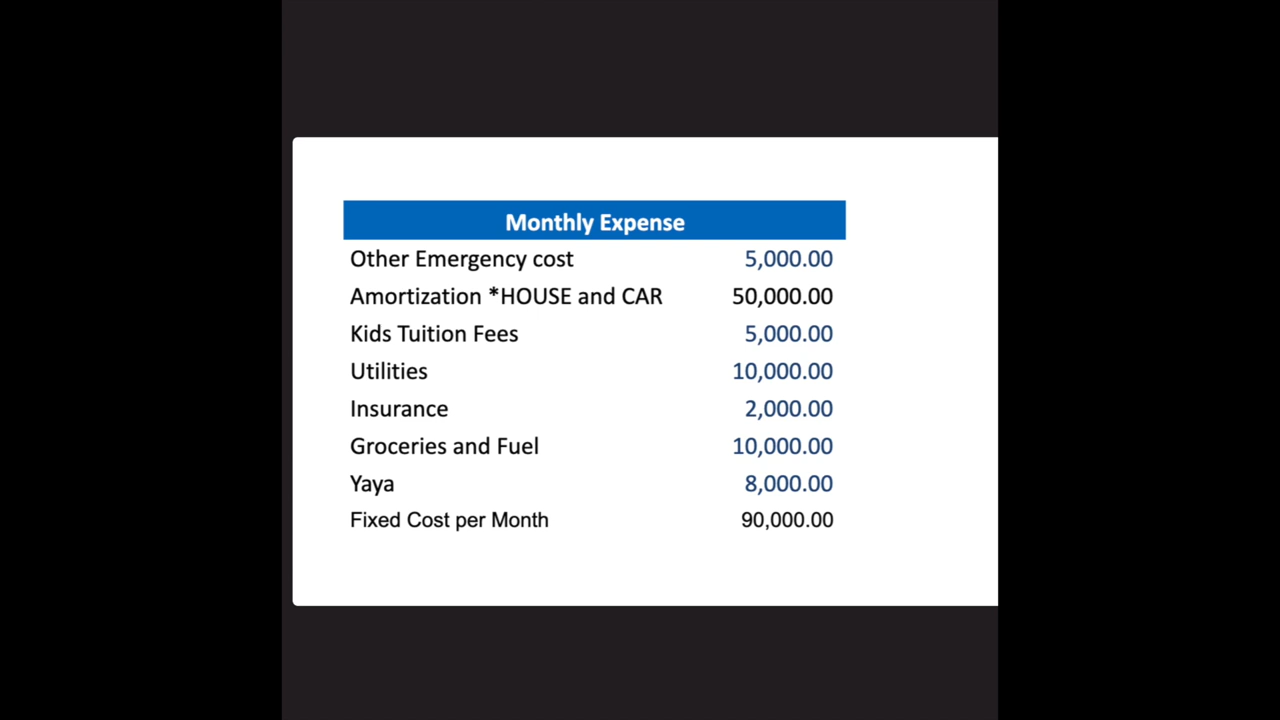 Monthly Expense
Other Emergency cost 5,000.00
Amortization *HOUSE and CAR 50,000.00
Kids Tuition Fees 5,000.00
Utilities 10,000.00
Insurance 2,000.00
Groceries and Fuel 10,000.00
Yaya 8,000.00
Fixed Cost per Month 90,000.00